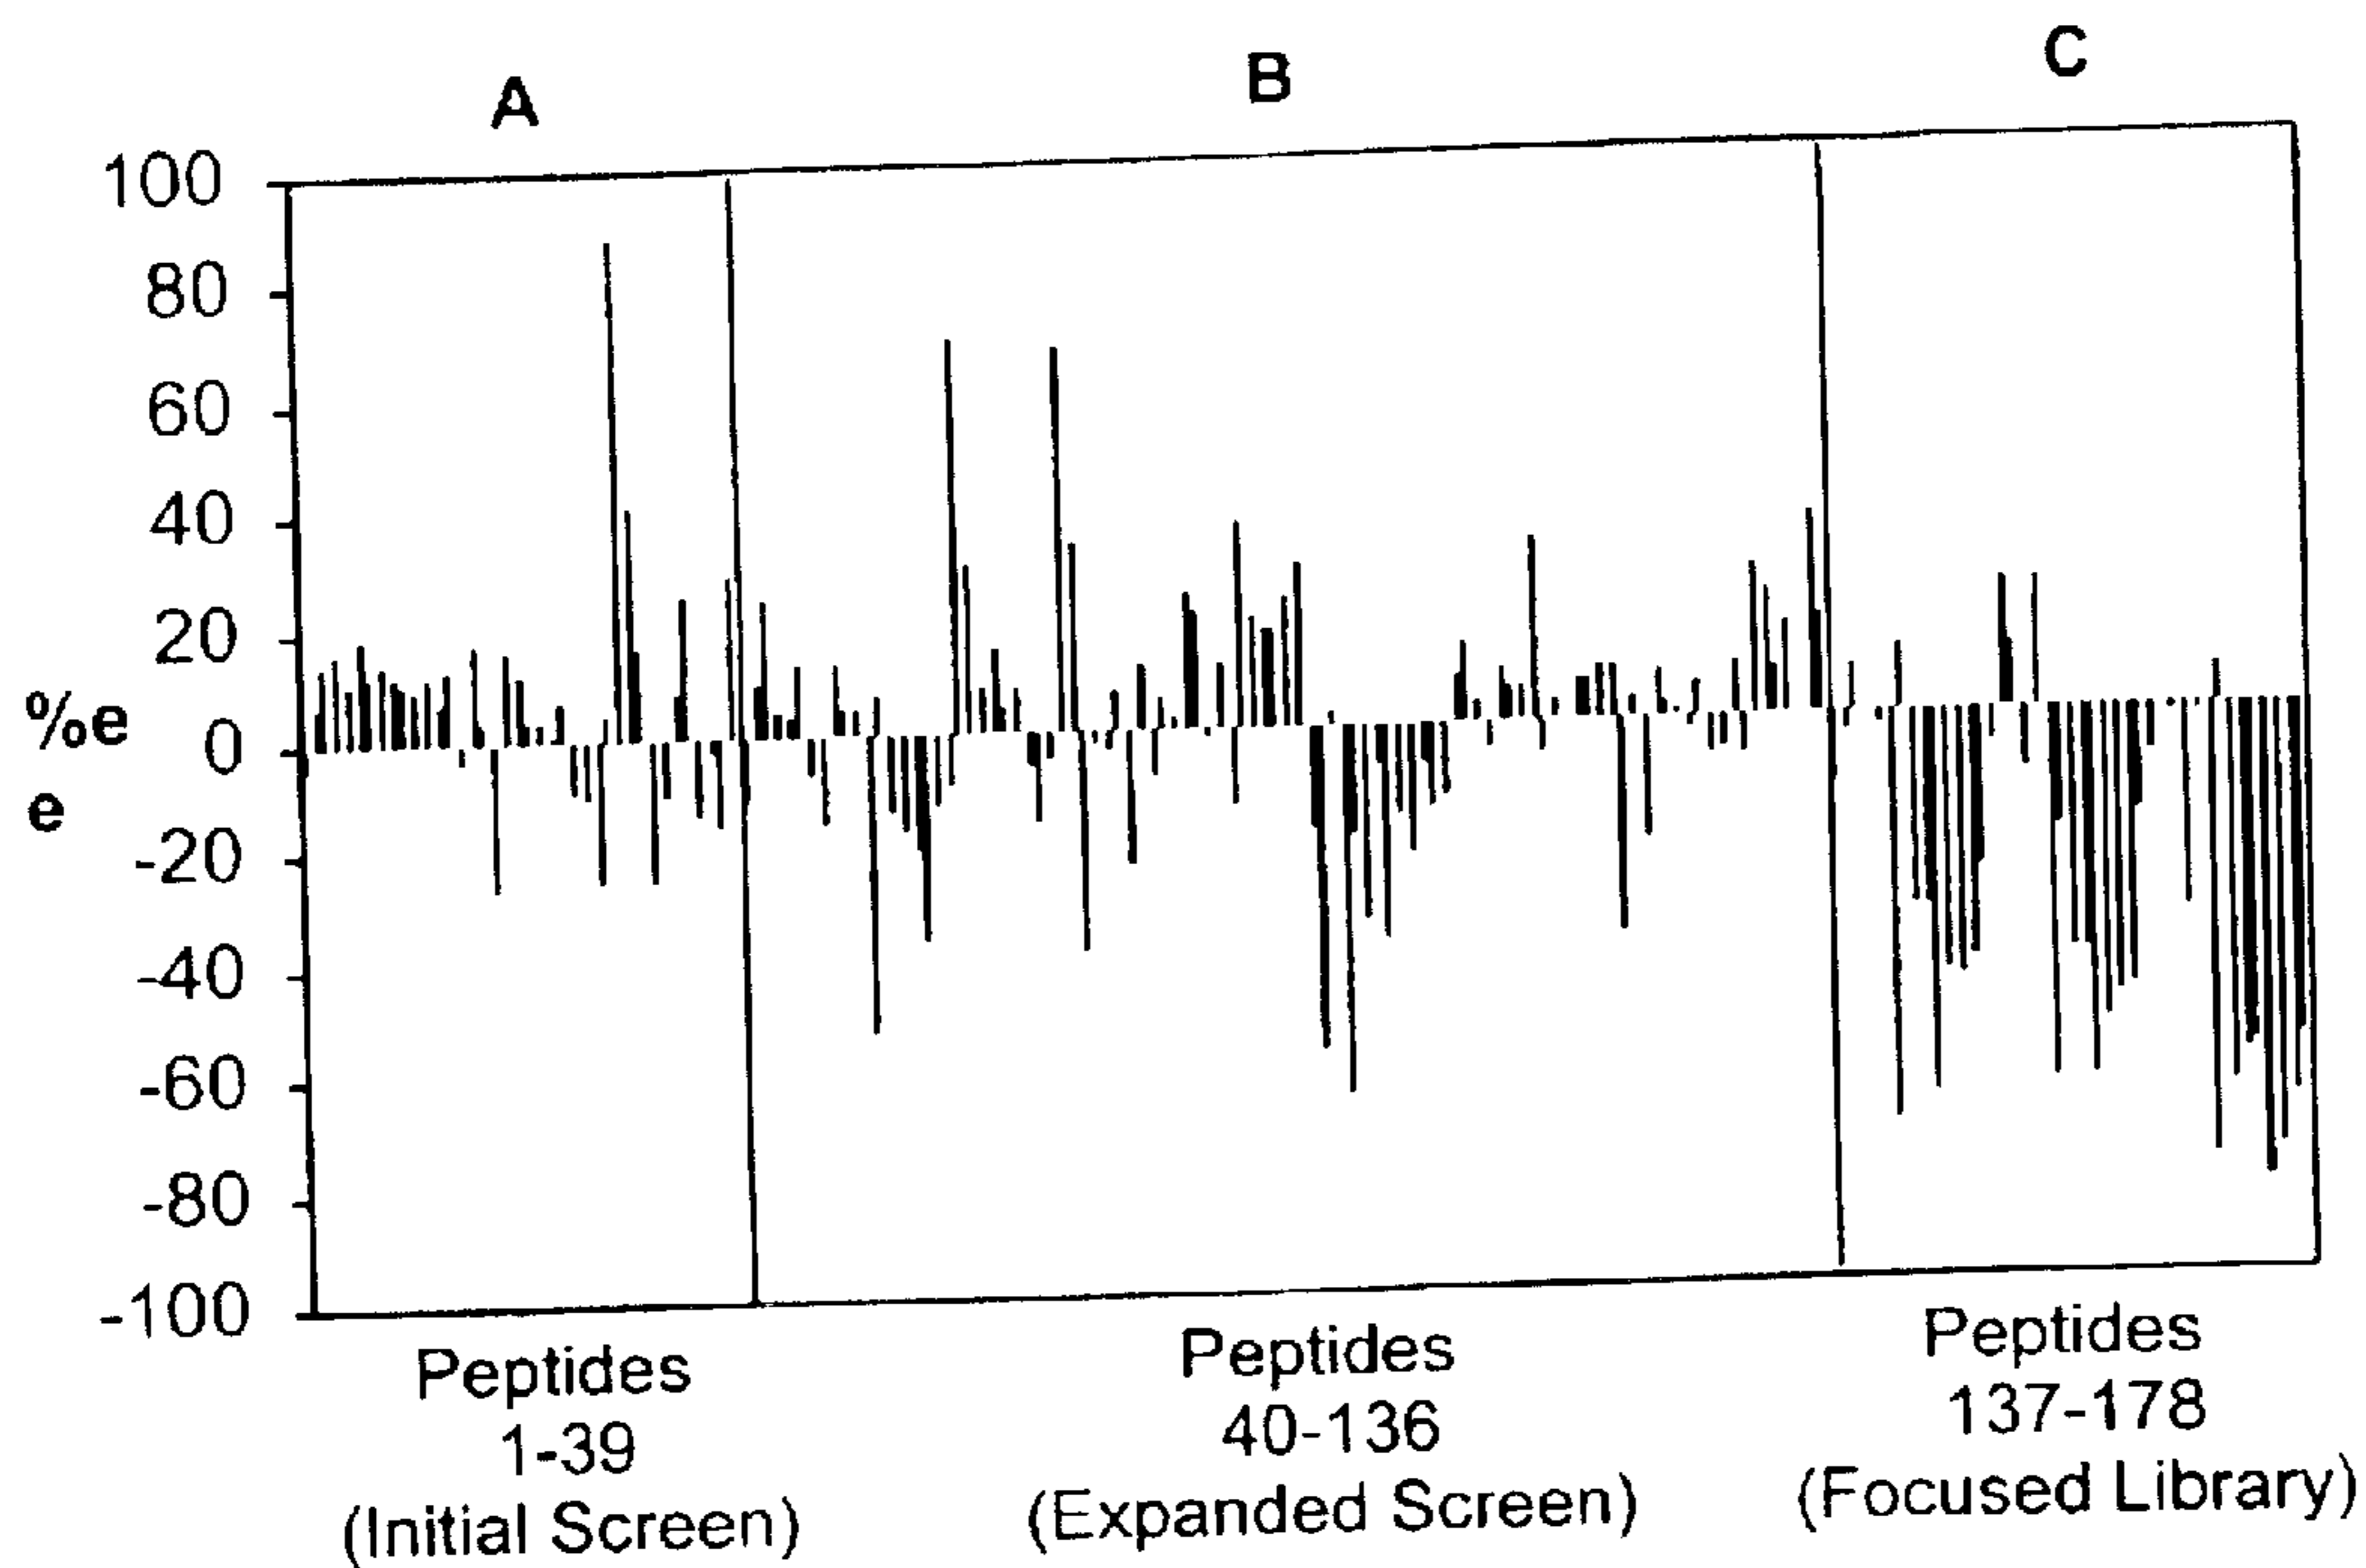 A
B
C
100
80
60
40
20
%e
e
0
-20
-40
-60
-80
-100
Peptides
1-39
(Initial Screen)
Peptides
40-136
(Expanded Screen)
Peptides
137-178
(Focused Library)